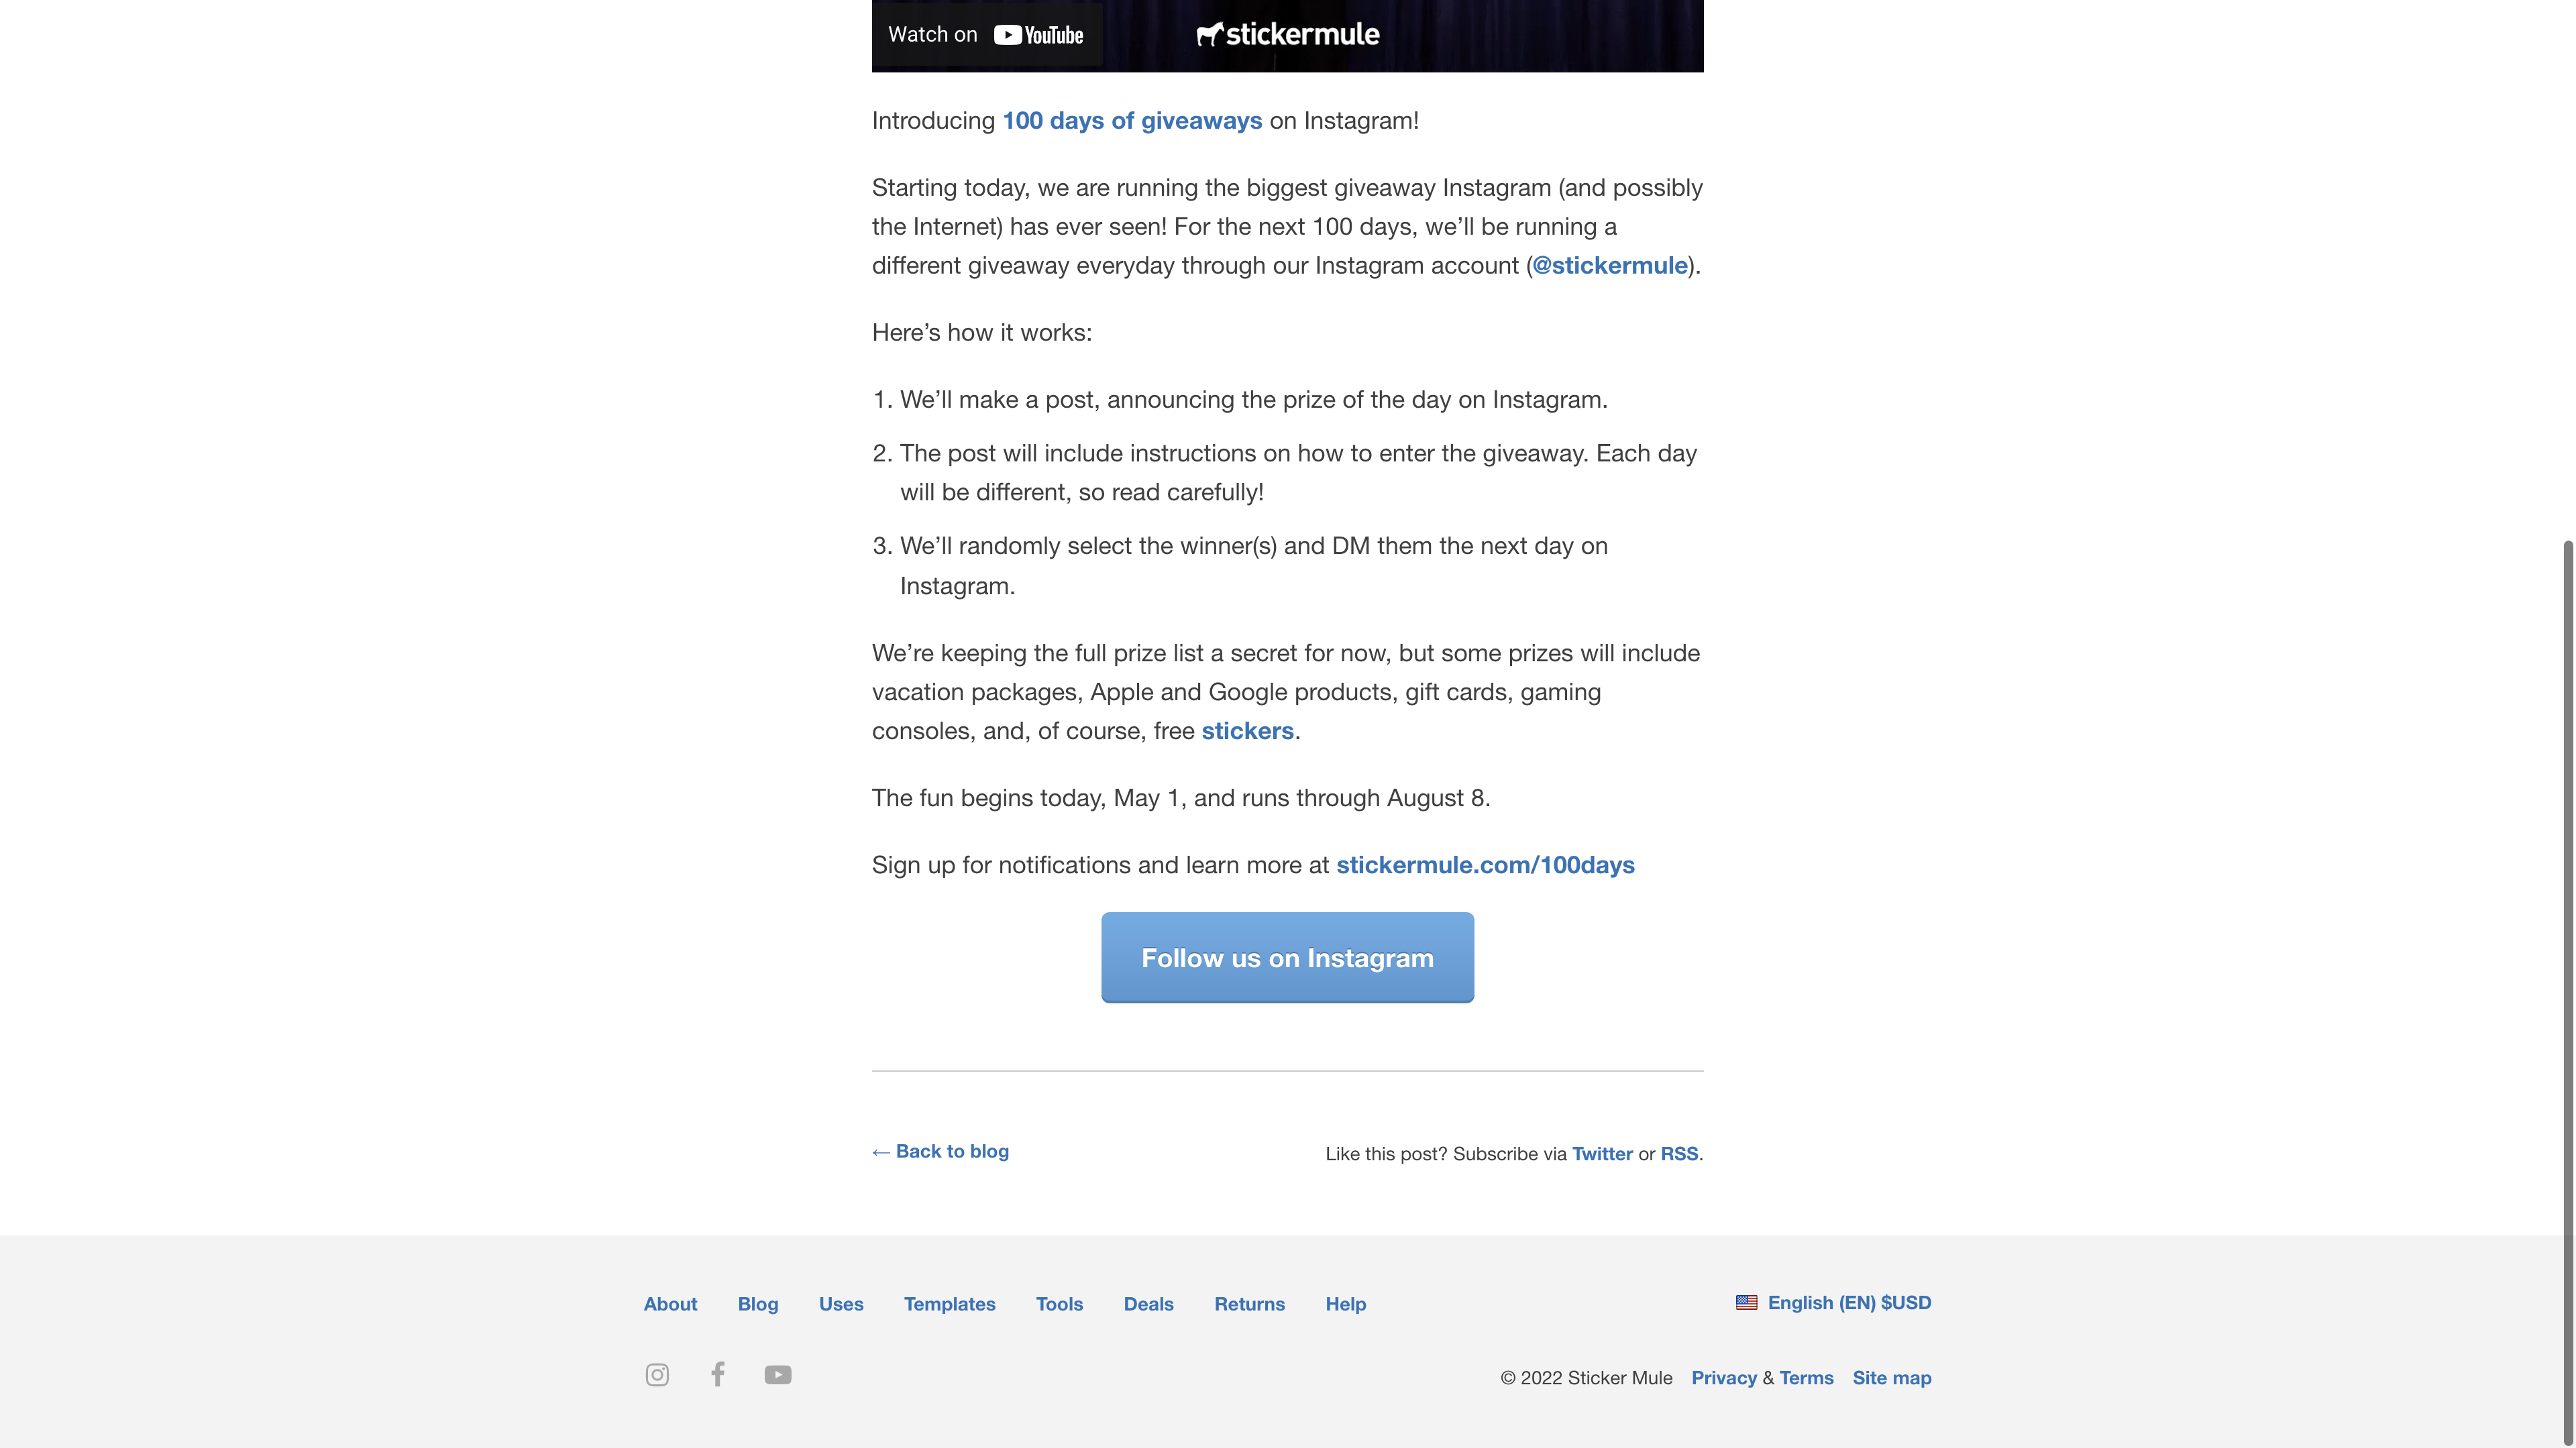 Watch on YouTube
stickermule
Introducing 100 days of giveaways on Instagram!
Starting today, we are running the biggest giveaway Instagram (and possibly
the Internet) has ever seen! For the next 100 days, we’ll be running a
different giveaway everyday through our Instagram account (@stickermule).
Here’s how it works:
1. We’ll make a post, announcing the prize of the day on Instagram.
2. The post will include instructions on how to enter the giveaway. Each day
will be different, so read carefully!
3. We’ll randomly select the winner(s) and DM them the next day on
Instagram.
We’re keeping the full prize list a secret for now, but some prizes will include
vacation packages, Apple and Google products, gift cards, gaming
consoles, and, of course, free stickers.
The fun begins today, May 1, and runs through August 8.
Sign up for notifications and learn more at stickermule.com/100days
Follow us on Instagram
← Back to blog
Like this post? Subscribe via Twitter or RSS.
About Blog Uses Templates Tools Deals Returns Help
English (EN) $USD
© 2022 Sticker Mule Privacy & Terms Site map